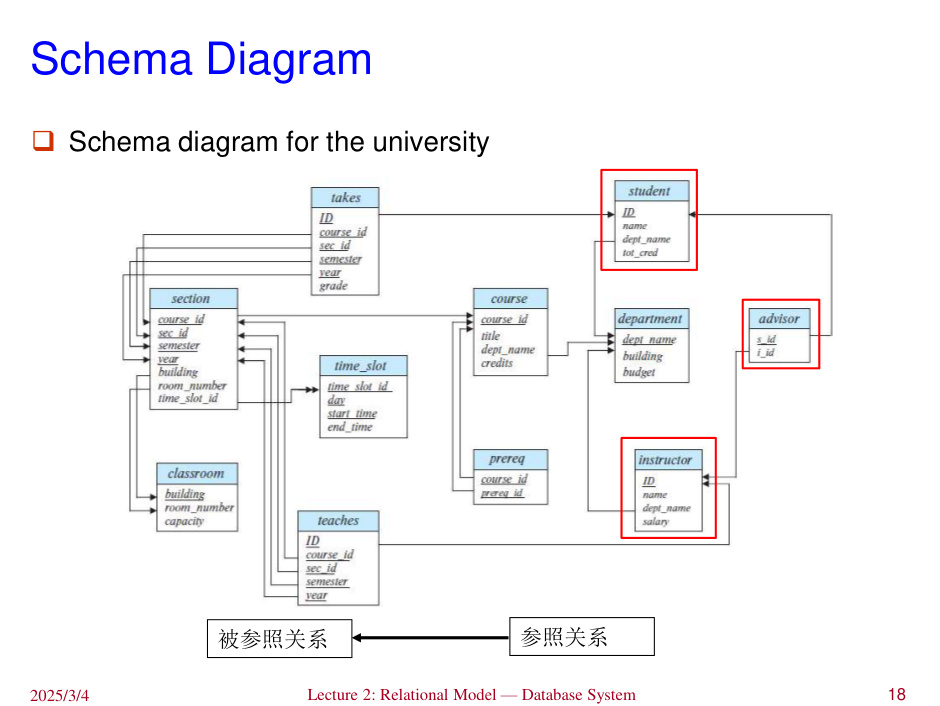 Schema Diagram
Schema diagram for the university
takes
ID
course_id
sec_id
semester
year
grade
student
ID
name
dept_name
tot_cred
section
course_id
sec_id
semester
year
building
room_number
time_slot_id
course
course_id
title
dept_name
credits
department
dept_name
building
budget
advisor
s_id
i_id
time_slot
time_slot_id
day
start_time
end_time
prereq
course_id
prereq_id
instructor
ID
name
dept_name
salary
classroom
building
room_number
capacity
teaches
ID
course_id
sec_id
semester
year
被参照关系
参照关系
2025/3/4
Lecture 2: Relational Model — Database System
18